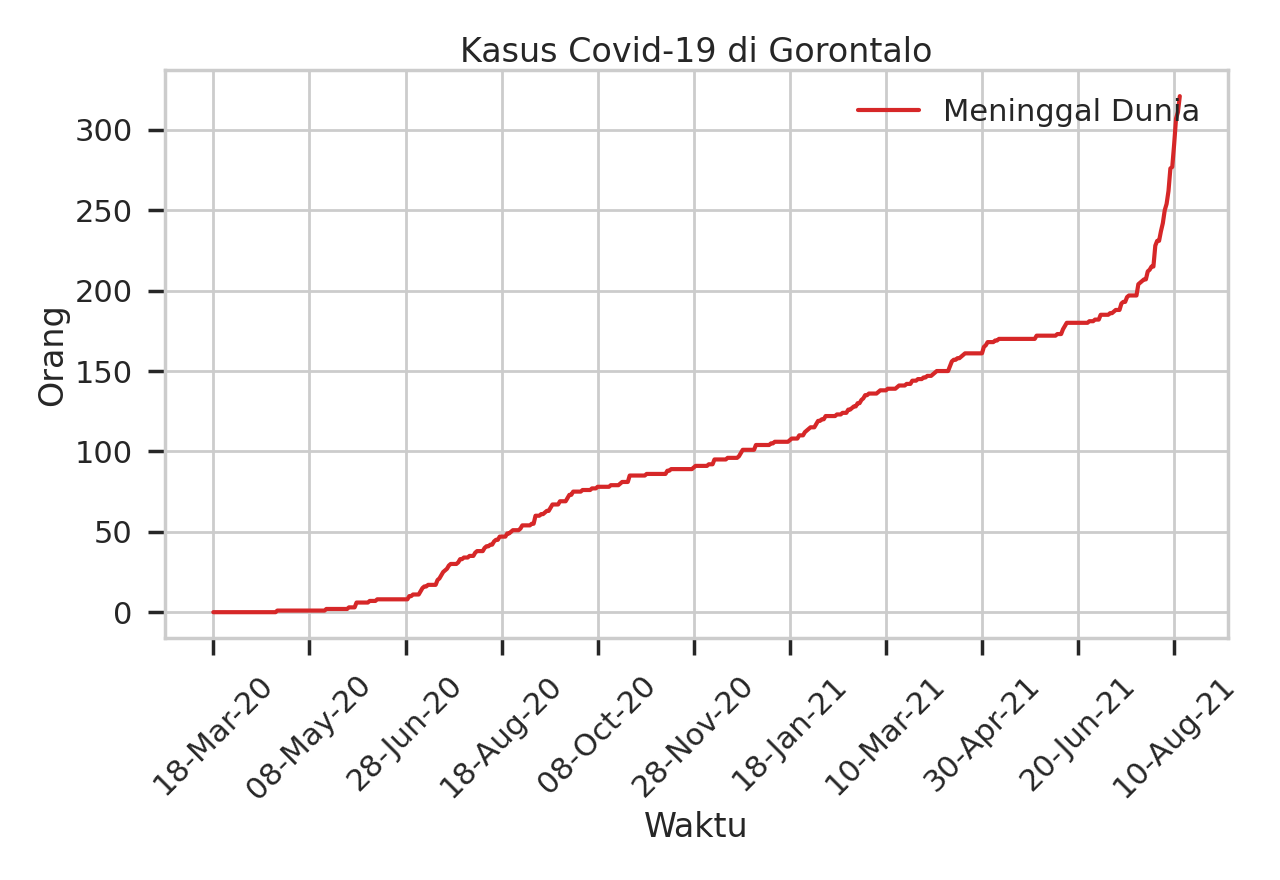 Kasus Covid-19 di Gorontalo
Meninggal Dunia
Orang
300
250
200
150
100
50
0
18-Mar-20
08-May-20
28-Jun-20
18-Aug-20
08-Oct-20
28-Nov-20
18-Jan-21
10-Mar-21
30-Apr-21
20-Jun-21
10-Aug-21
Waktu